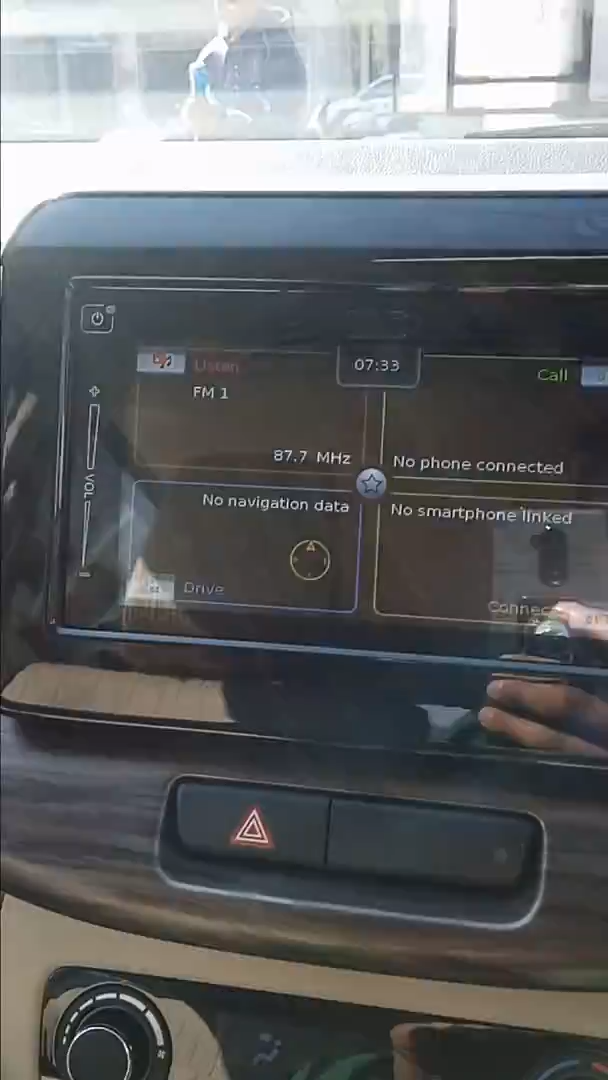 Listen
07:33
Call
FM 1
87.7 MHz
No phone connected
VOL
No navigation data
No smartphone linked
Drive